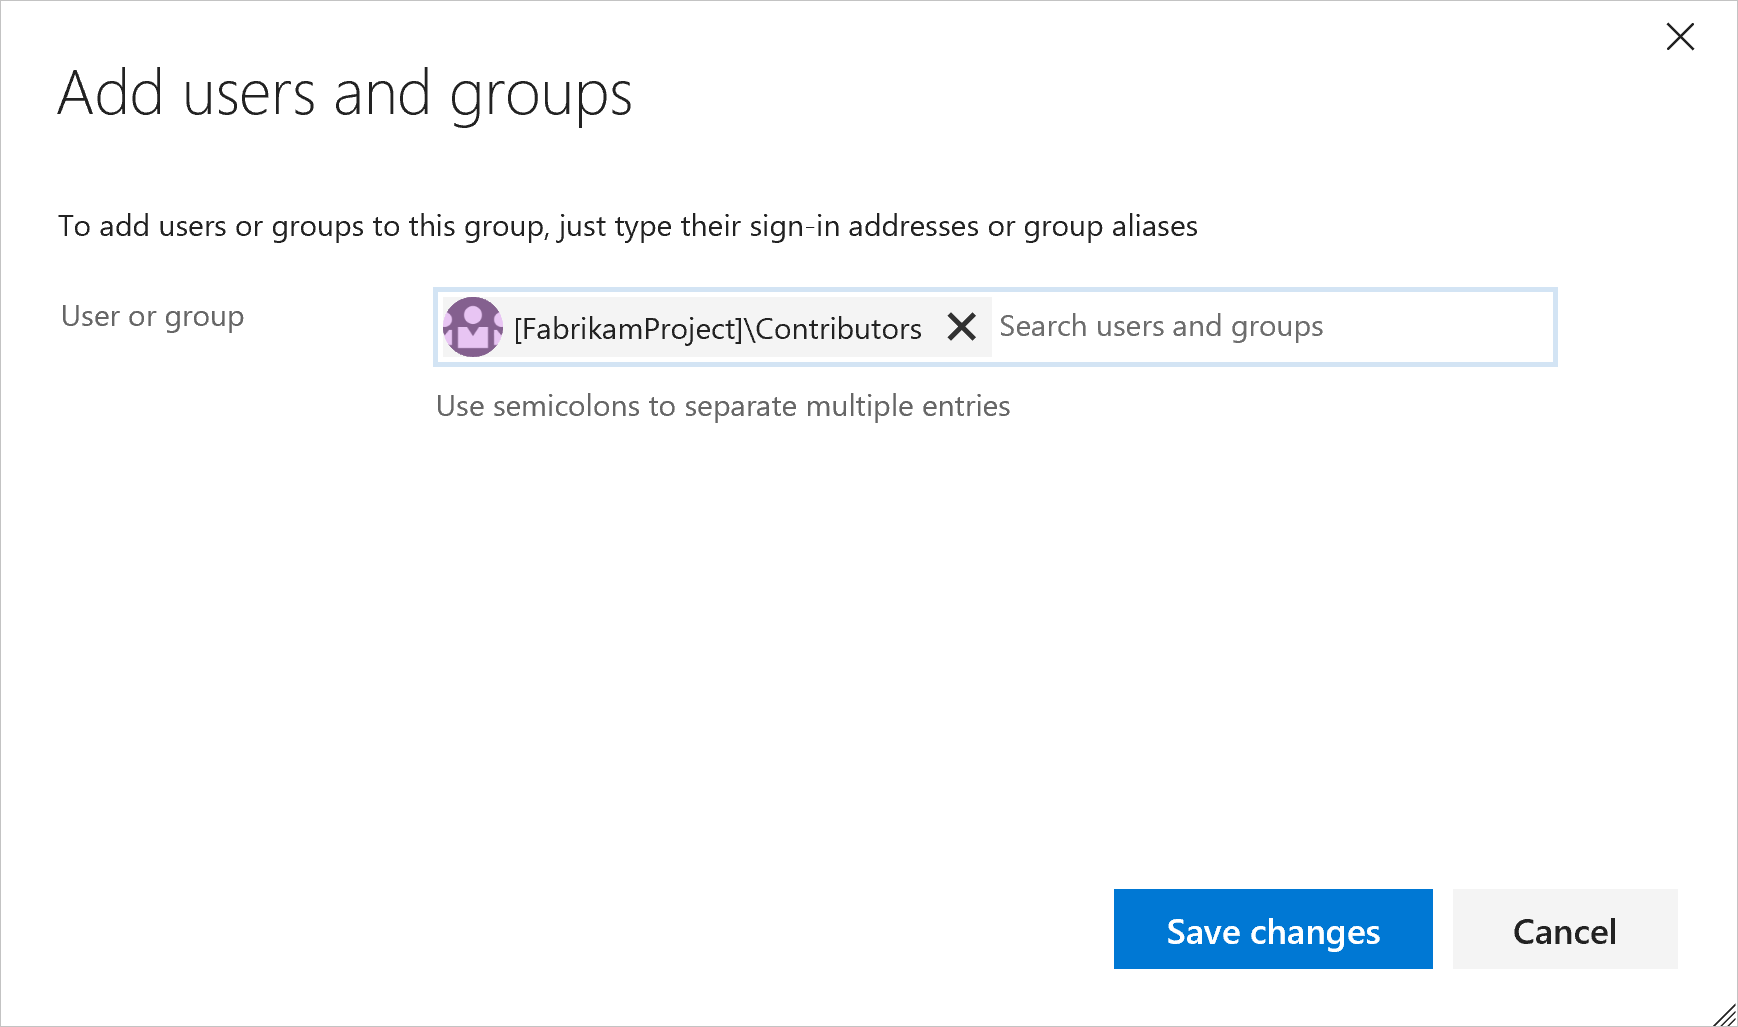 Add users and groups
To add users or groups to this group, just type their sign-in addresses or group aliases
User or group
[FabrikamProject]\Contributors Search users and groups
Use semicolons to separate multiple entries
Save changes Cancel